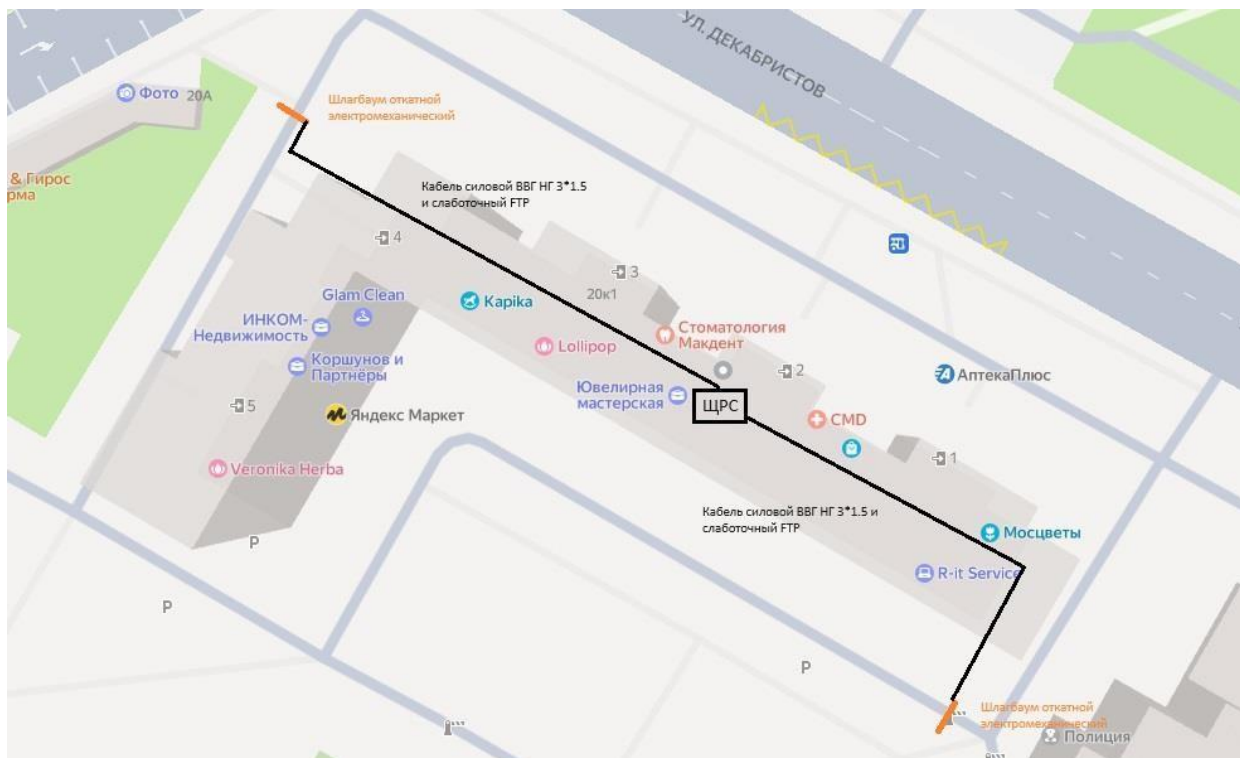 УЛ. ДЕКАБРИСТОВ
Фото 20А
Шлагбаум откатной
электромеханический
& Гирос
рма
Кабель силовой ВВГ НГ 3*1.5
и слаботочный FTP
4
3
20к1
Glam Clean
Kapika
ИНКОМ-
Недвижимость
Стоматология
Макдент
Lollipop
Коршунов и
Партнёры
2
АптекаПлюс
Ювелирная
мастерская
ЩРС
5
Яндекс Маркет
CMD
1
Veronika Herba
Кабель силовой ВВГ НГ 3*1.5 и
слаботочный FTP
Мосцветы
P
R-it Service
P
P
Шлагбаум откатной
электромеханический
Полиция